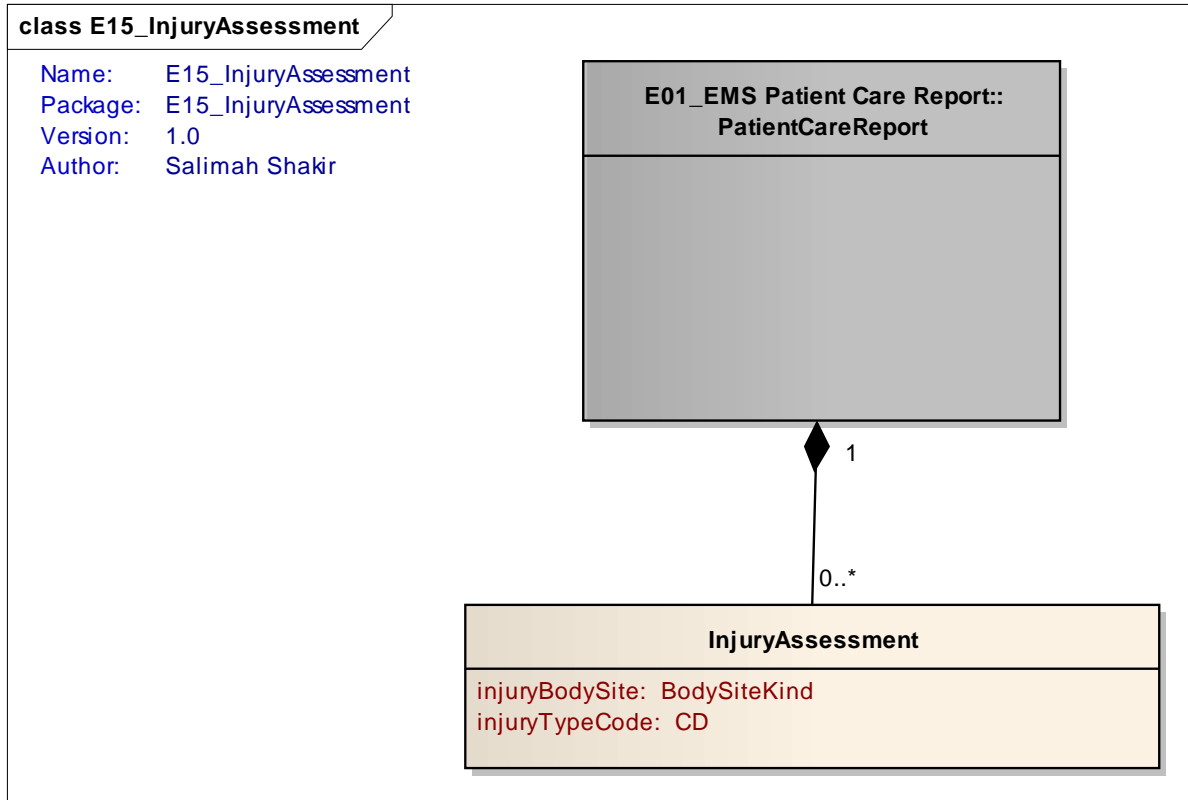 class E15_InjuryAssessment
Name: E15_InjuryAssessment
Package: E15_InjuryAssessment
Version: 1.0
Author: Salimah Shakir
E01_EMS Patient Care Report::
PatientCareReport
1
0..*
InjuryAssessment
injuryBodySite: BodySiteKind
injuryTypeCode: CD